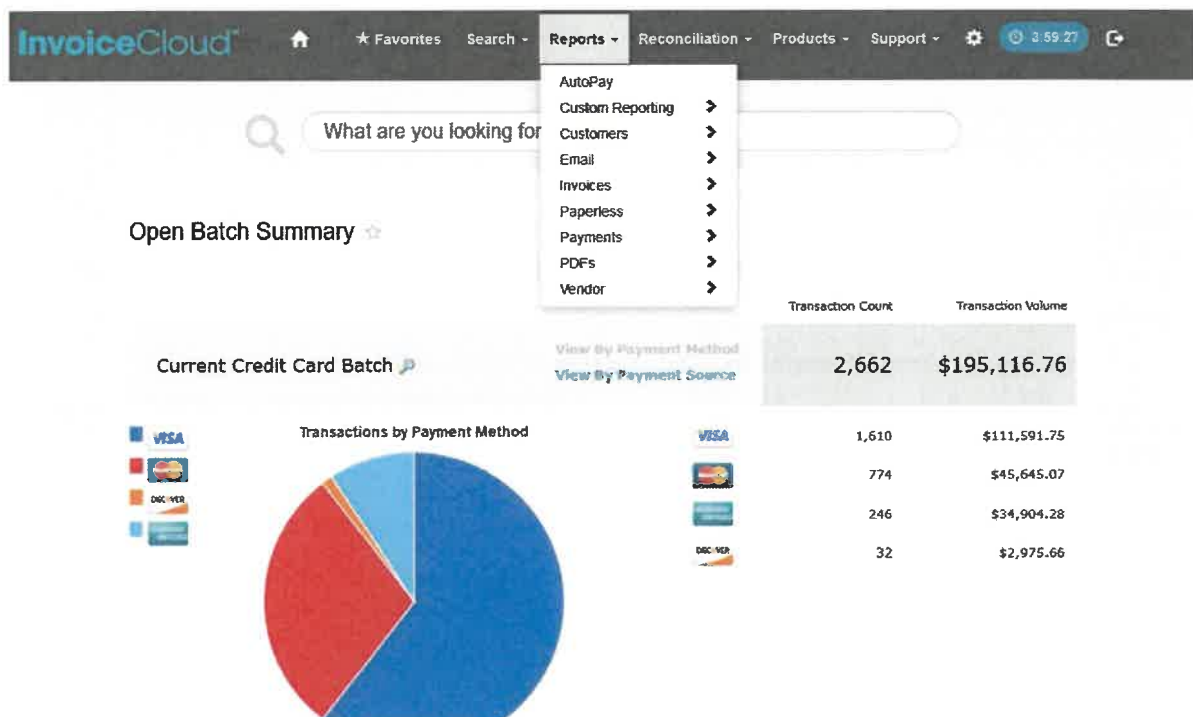 InvoiceCloud
★ Favorites Search Reports Reconciliation Products Support 3:59:27
AutoPay
Custom Reporting
Customers
Email
Invoices
Paperless
Payments
PDFs
Vendor
What are you looking for
Open Batch Summary
Transaction Count Transaction Volume
Current Credit Card Batch
View By Payment Method
View By Payment Source
2,662 $195,116.76
Transactions by Payment Method
VISA
DISCOVER
VISA 1,610 $111,591.75
774 $45,645.07
246 $34,904.28
DISCOVER 32 $2,975.66